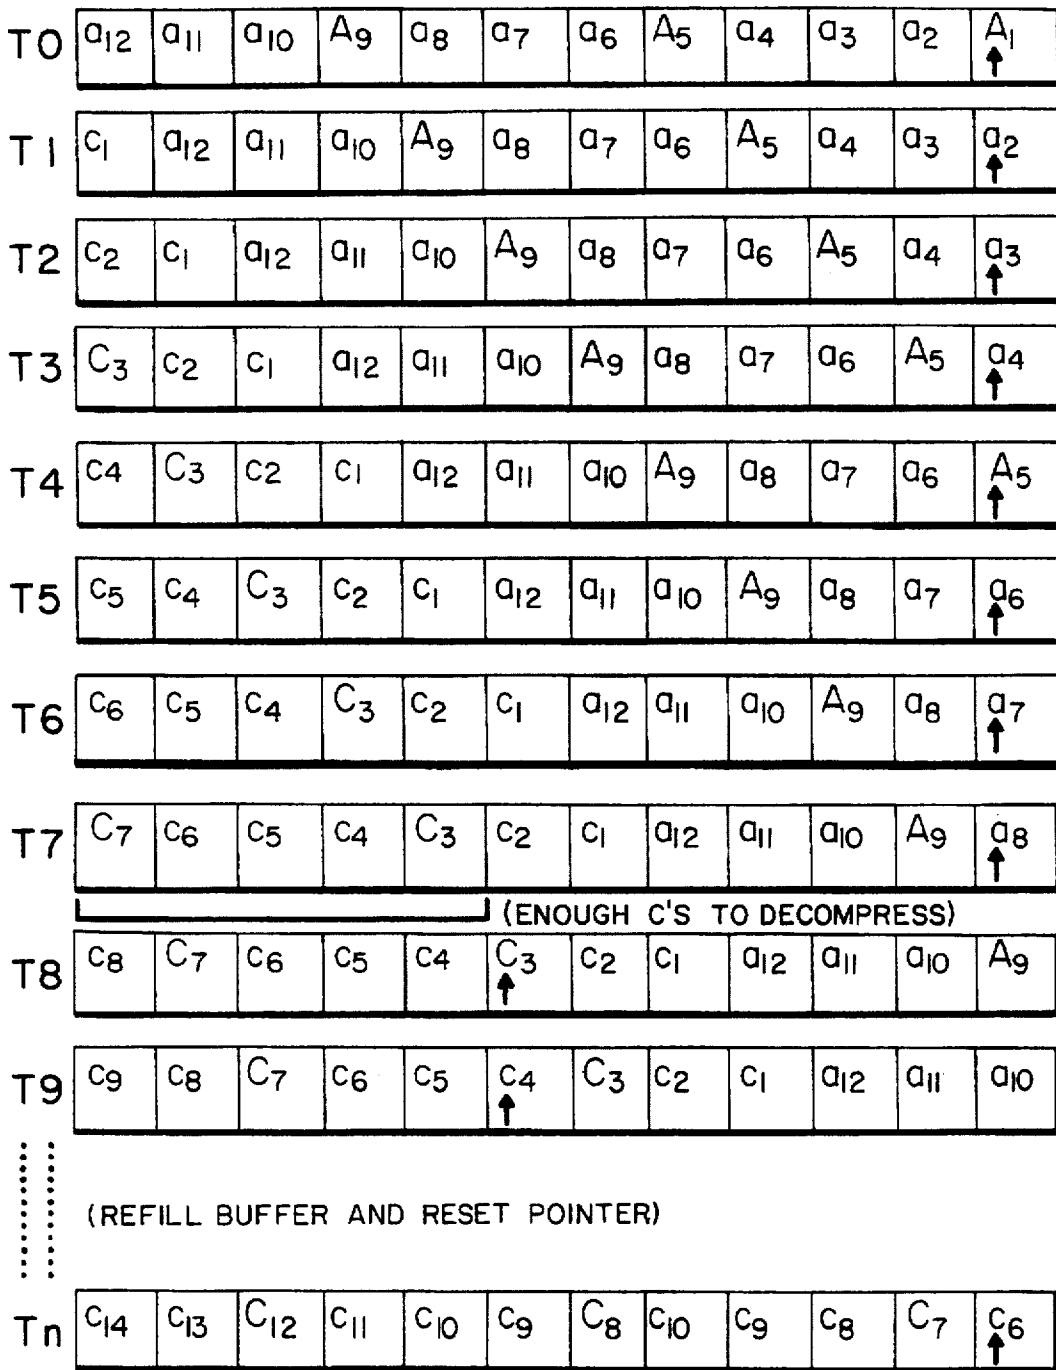 T0 a12 a11 a10 A9 a8 a7 a6 A5 a4 a3 a2 A1
T1 c1 a12 a11 a10 A9 a8 a7 a6 A5 a4 a3 a2
T2 c2 c1 a12 a11 a10 A9 a8 a7 a6 A5 a4 a3
T3 C3 c2 c1 a12 a11 a10 A9 a8 a7 a6 A5 a4
T4 c4 C3 c2 c1 a12 a11 a10 A9 a8 a7 a6 A5
T5 c5 c4 C3 c2 c1 a12 a11 a10 A9 a8 a7 a6
T6 c6 c5 c4 C3 c2 c1 a12 a11 a10 A9 a8 a7
T7 C7 c6 c5 c4 C3 c2 c1 a12 a11 a10 A9 a8
(ENOUGH C'S TO DECOMPRESS)
T8 c8 C7 c6 c5 c4 C3 c2 c1 a12 a11 a10 A9
T9 c9 c8 C7 c6 c5 c4 C3 c2 c1 a12 a11 a10
(REFILL BUFFER AND RESET POINTER)
Tn c14 c13 C12 c11 c10 c9 C8 c10 c9 c8 C7 c6